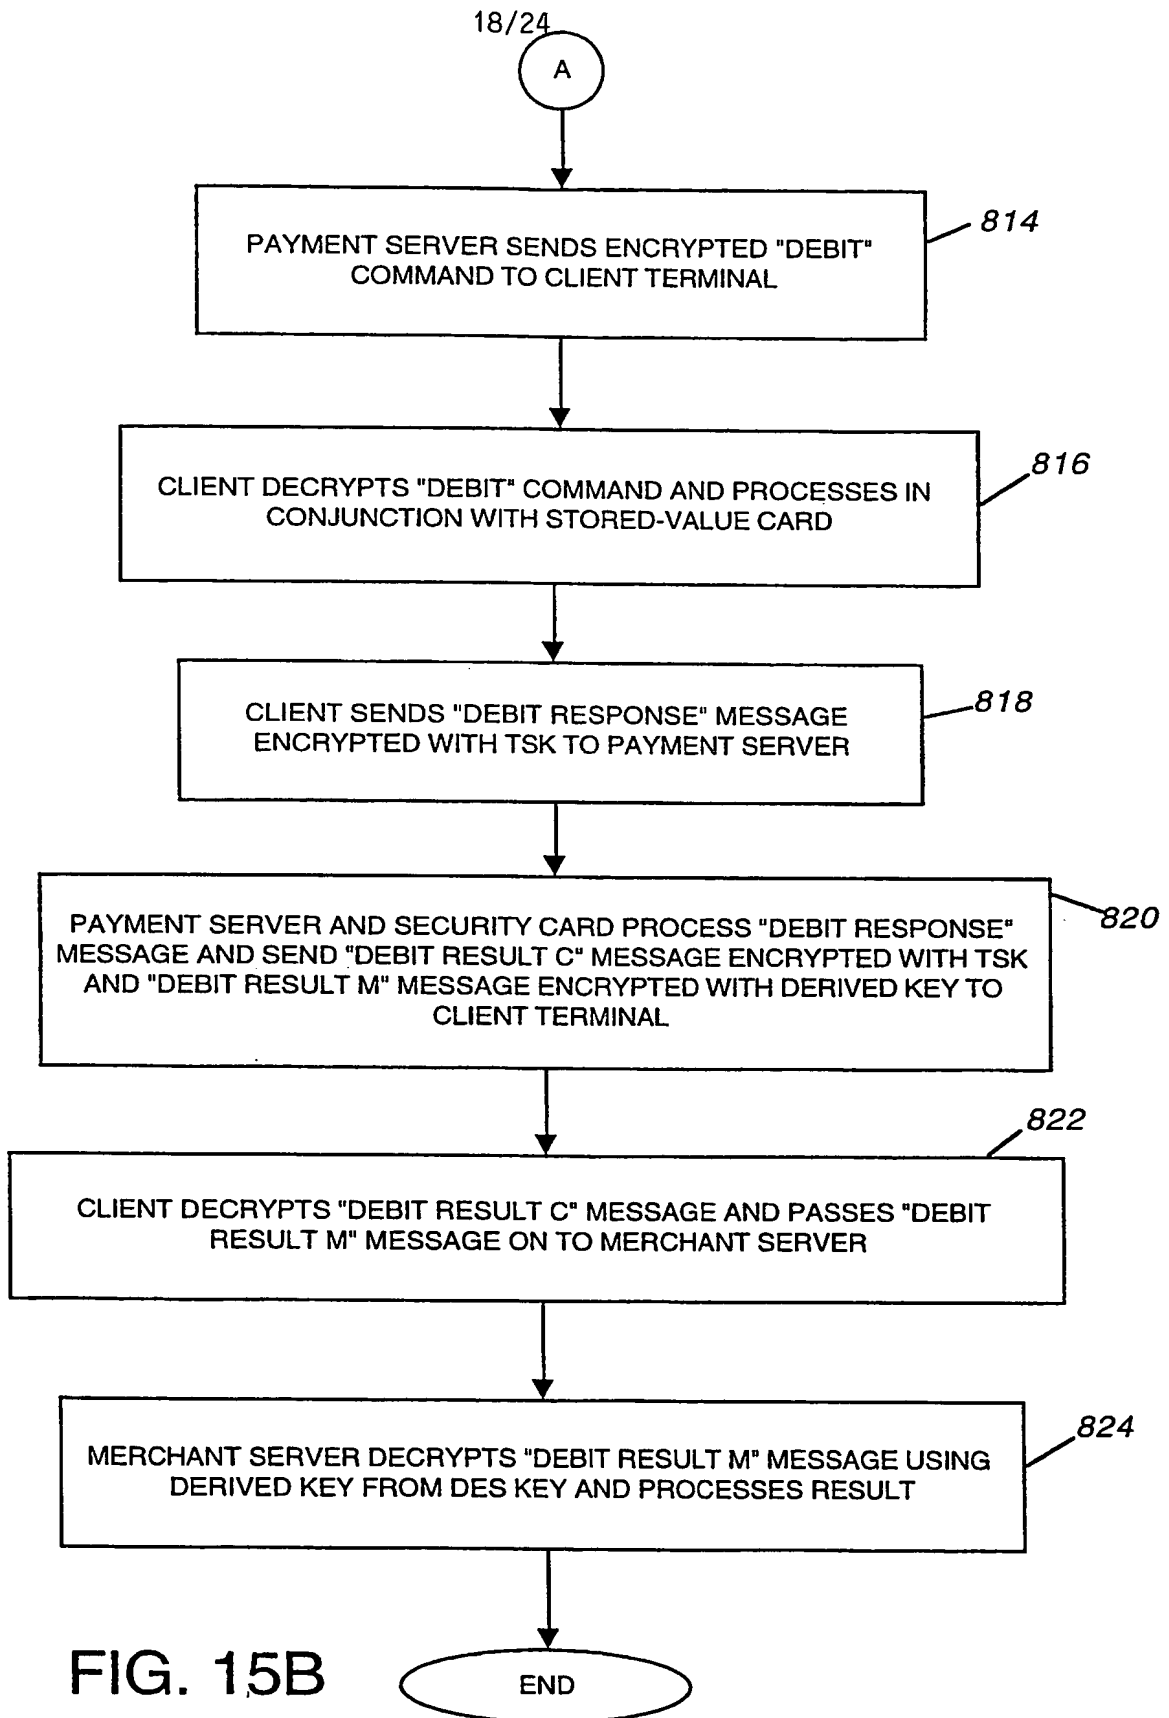 18/24
A
814
PAYMENT SERVER SENDS ENCRYPTED "DEBIT"
COMMAND TO CLIENT TERMINAL
816
CLIENT DECRYPTS "DEBIT" COMMAND AND PROCESSES IN
CONJUNCTION WITH STORED-VALUE CARD
818
CLIENT SENDS "DEBIT RESPONSE" MESSAGE
ENCRYPTED WITH TSK TO PAYMENT SERVER
820
PAYMENT SERVER AND SECURITY CARD PROCESS "DEBIT RESPONSE"
MESSAGE AND SEND "DEBIT RESULT C" MESSAGE ENCRYPTED WITH TSK
AND "DEBIT RESULT M" MESSAGE ENCRYPTED WITH DERIVED KEY TO
CLIENT TERMINAL
822
CLIENT DECRYPTS "DEBIT RESULT C" MESSAGE AND PASSES "DEBIT
RESULT M" MESSAGE ON TO MERCHANT SERVER
824
MERCHANT SERVER DECRYPTS "DEBIT RESULT M" MESSAGE USING
DERIVED KEY FROM DES KEY AND PROCESSES RESULT
FIG. 15B
END